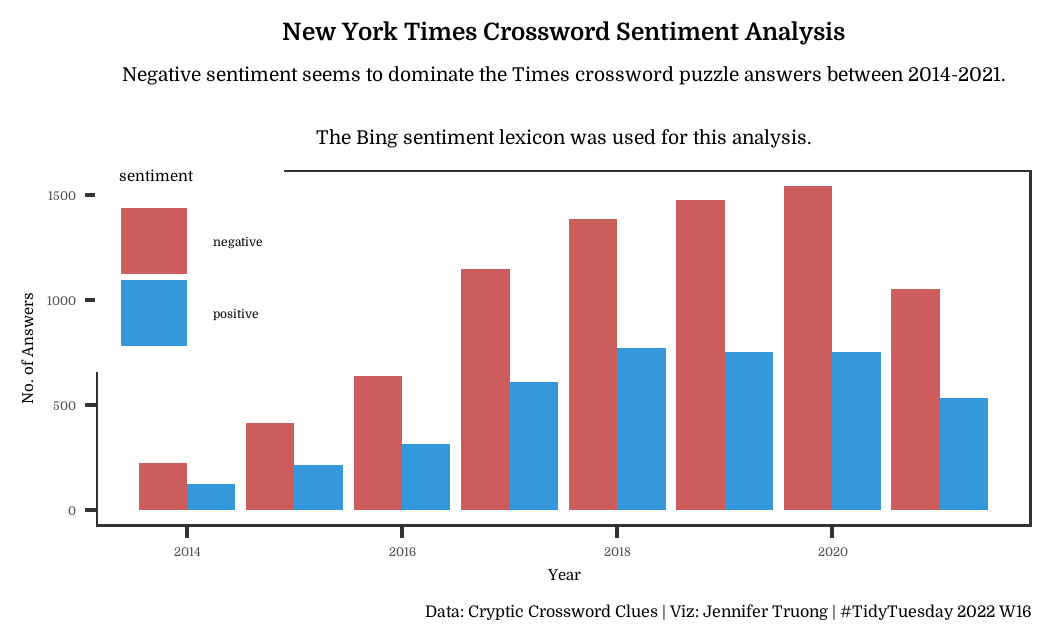 New York Times Crossword Sentiment Analysis
Negative sentiment seems to dominate the Times crossword puzzle answers between 2014-2021.
The Bing sentiment lexicon was used for this analysis.
sentiment
negative
positive
No. of Answers
1500
1000
500
0
2014
2016
2018
2020
Year
Data: Cryptic Crossword Clues | Viz: Jennifer Truong | #TidyTuesday 2022 W16